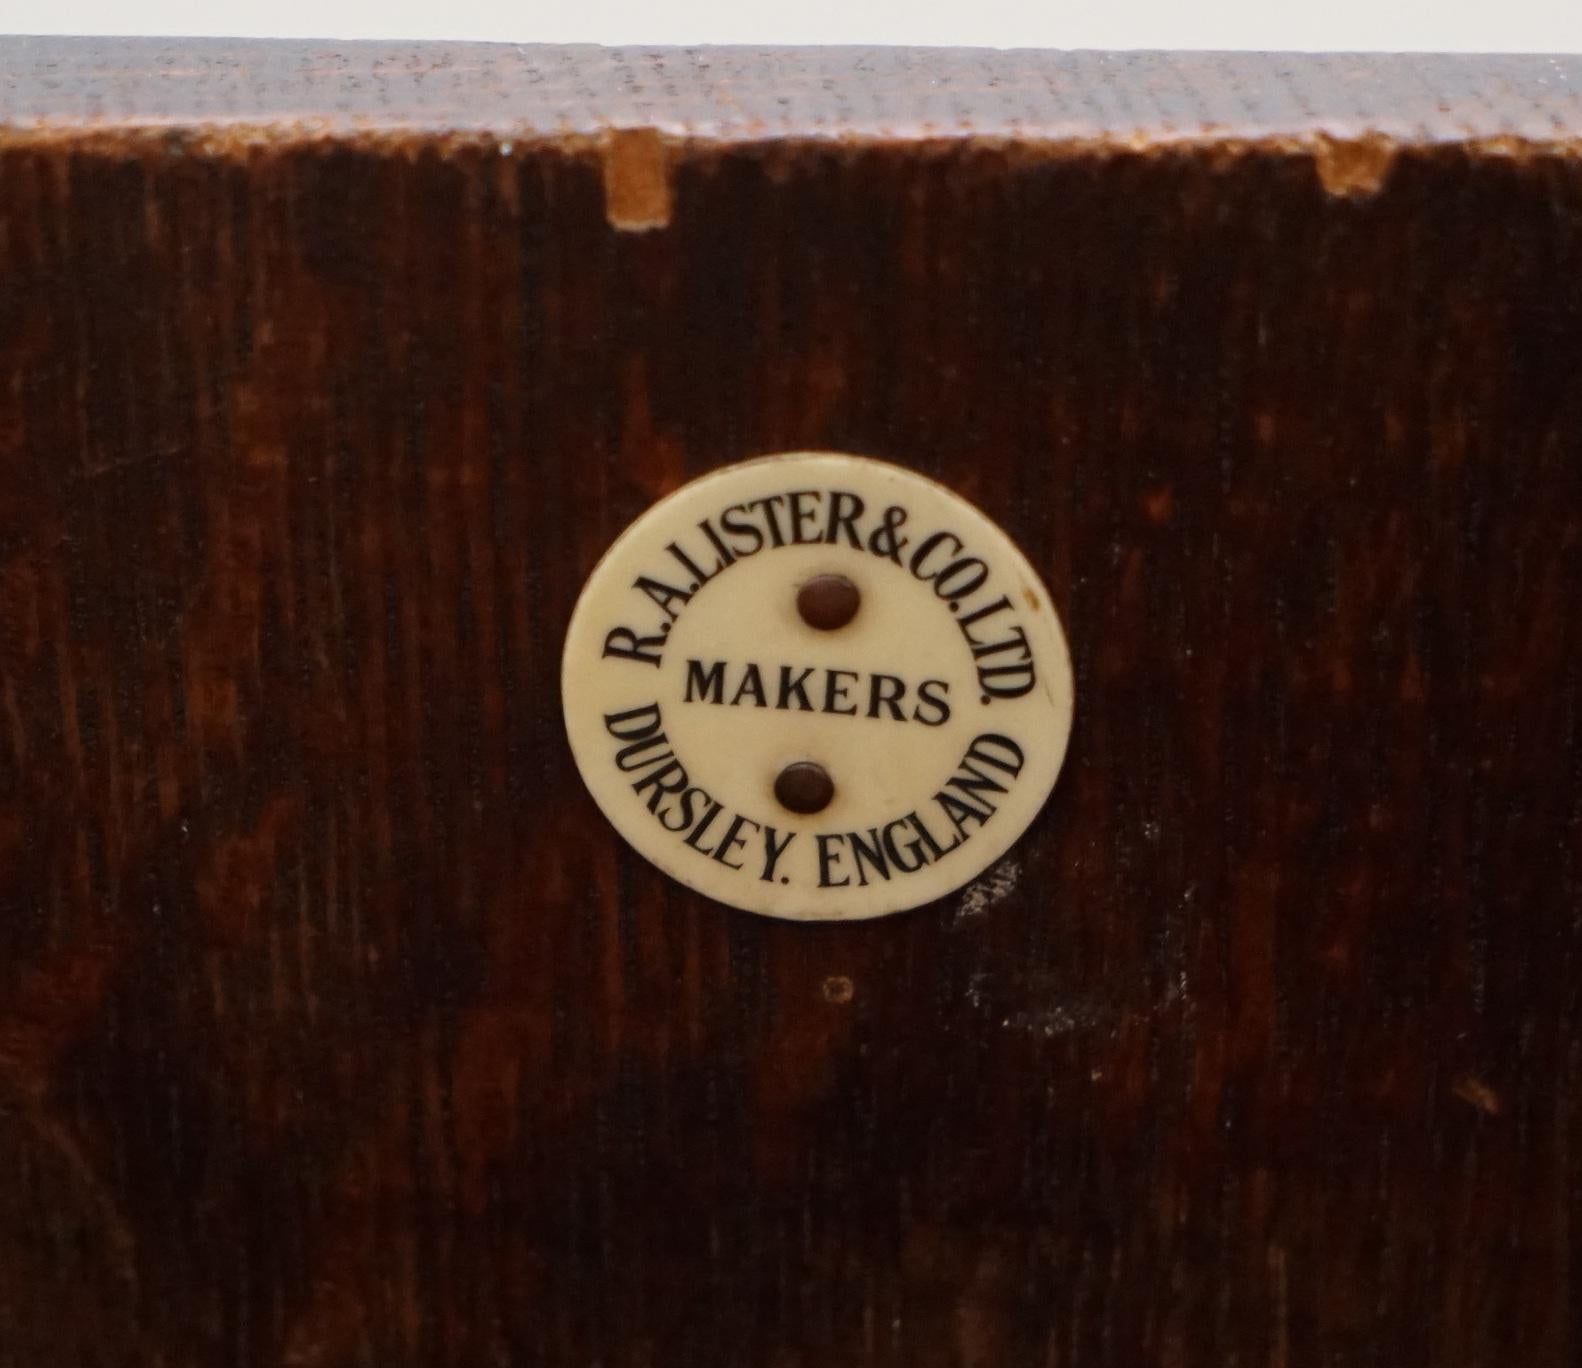 R.A.LISTER & CO. LTD.
MAKERS
DURSLEY. ENGLAND